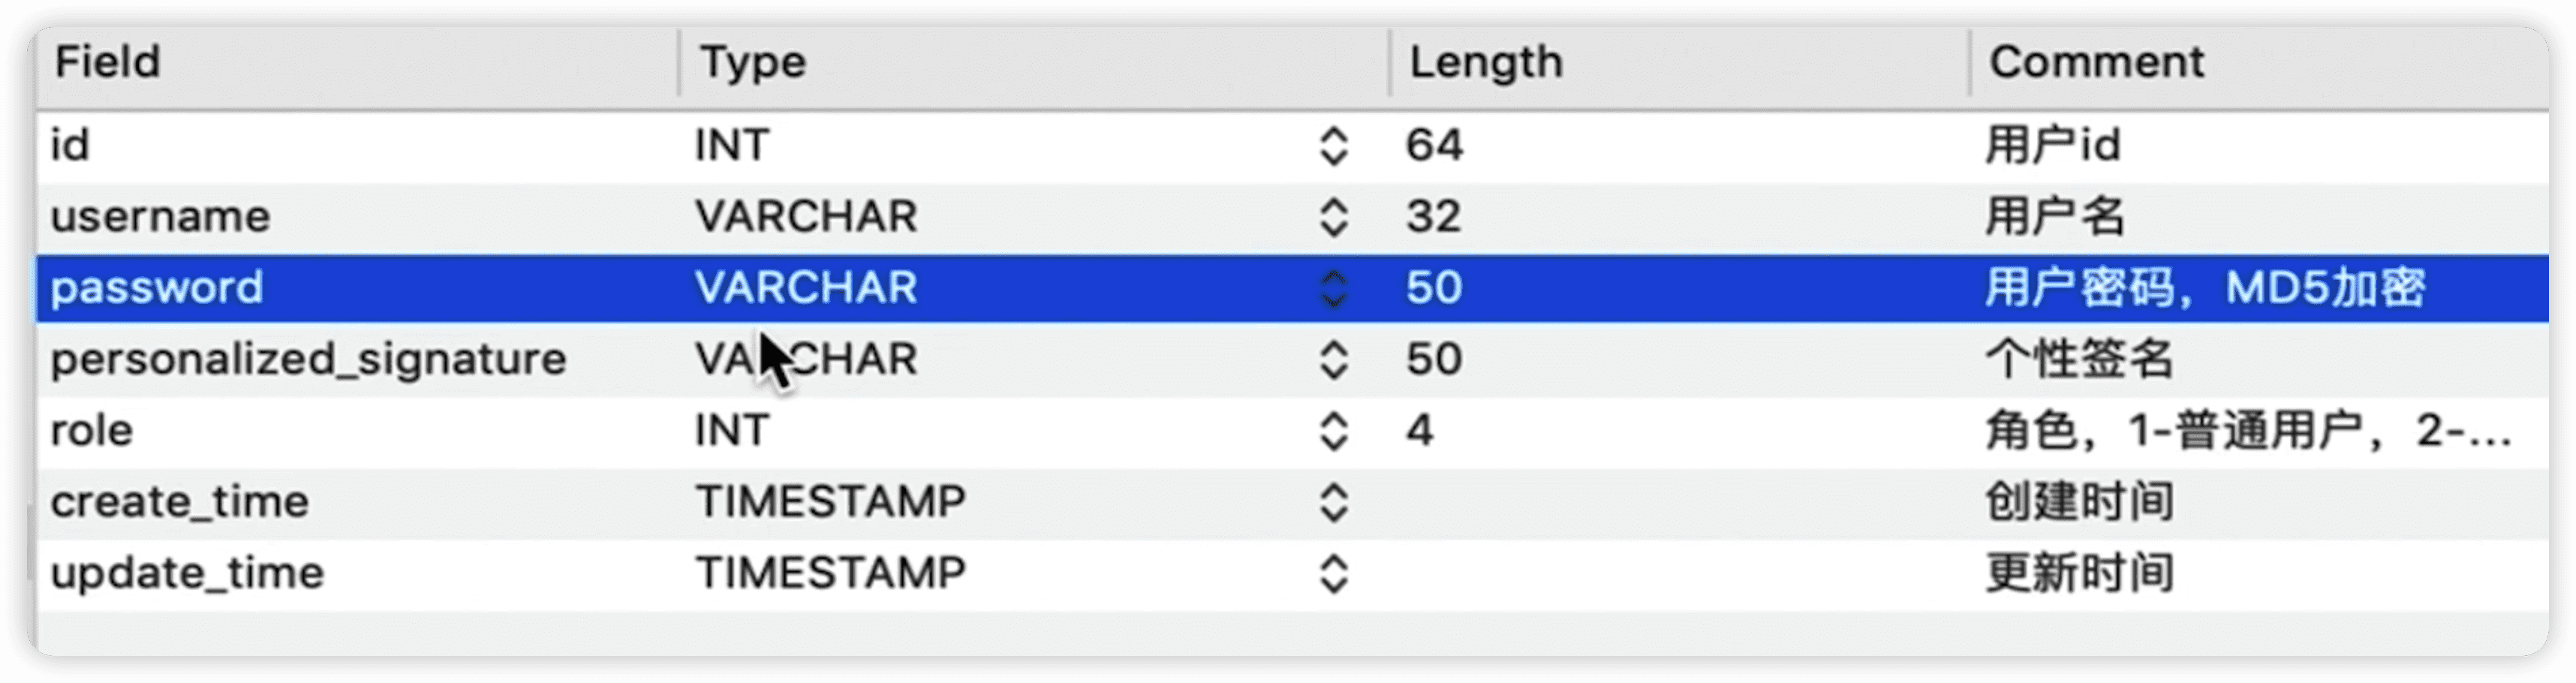 Field Type Length Comment
id INT 64 用户id
username VARCHAR 32 用户名
password VARCHAR 50 用户密码，MD5加密
personalized_signature VARCHAR 50 个性签名
role INT 4 角色，1-普通用户，2-...
create_time TIMESTAMP 创建时间
update_time TIMESTAMP 更新时间